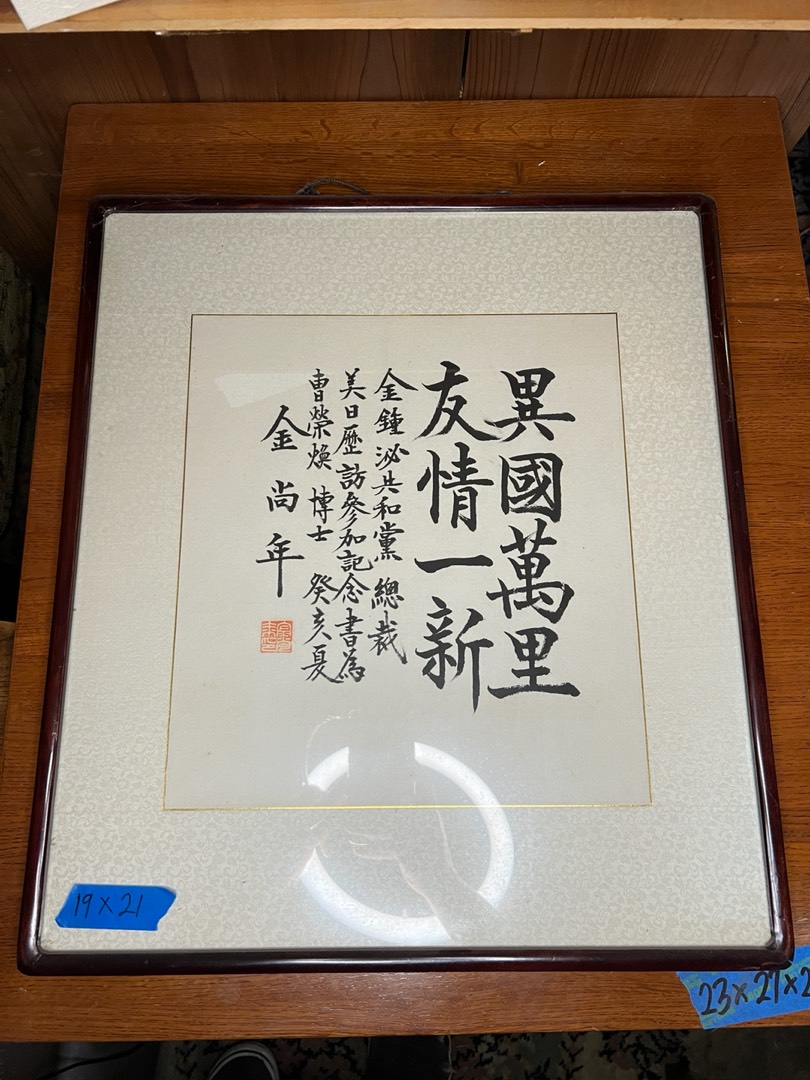 異國萬里
友情一新
金鐘泌共和黨 總裁
美日歷訪參加記念書為
曺榮煥 博士 癸亥夏
金尚年
19 x 21
23 x 27 x 2